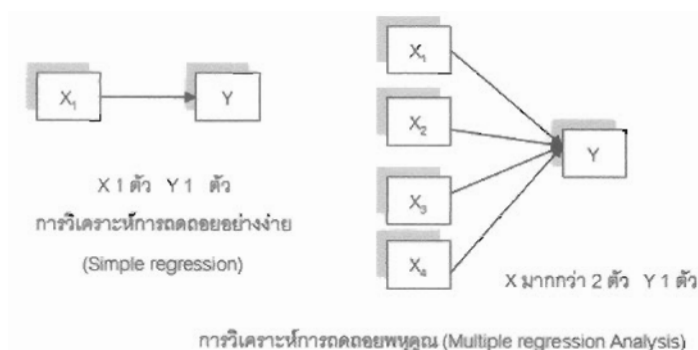 X₁
Y
X 1 ตัว Y 1 ตัว
การวิเคราะห์การถดถอยอย่างง่าย
(Simple regression)
X₁
X₂
X₃
X₄
Y
X มากกว่า 2 ตัว Y 1 ตัว
การวิเคราะห์การถดถอยพหุคูณ (Multiple regression Analysis)